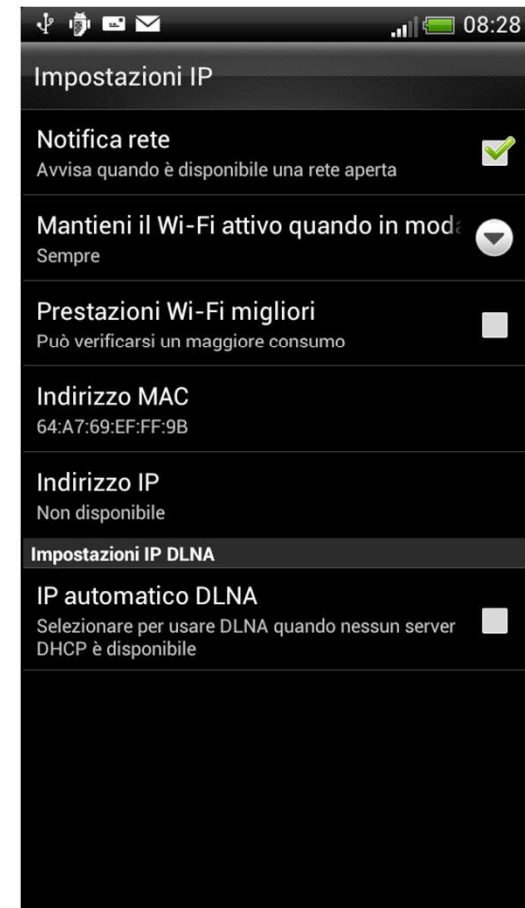 08:28
Impostazioni IP
Notifica rete
Avvisa quando è disponibile una rete aperta
Mantieni il Wi-Fi attivo quando in mod
Sempre
Prestazioni Wi-Fi migliori
Può verificarsi un maggiore consumo
Indirizzo MAC
64:A7:69:EF:FF:9B
Indirizzo IP
Non disponibile
Impostazioni IP DLNA
IP automatico DLNA
Selezionare per usare DLNA quando nessun server
DHCP è disponibile